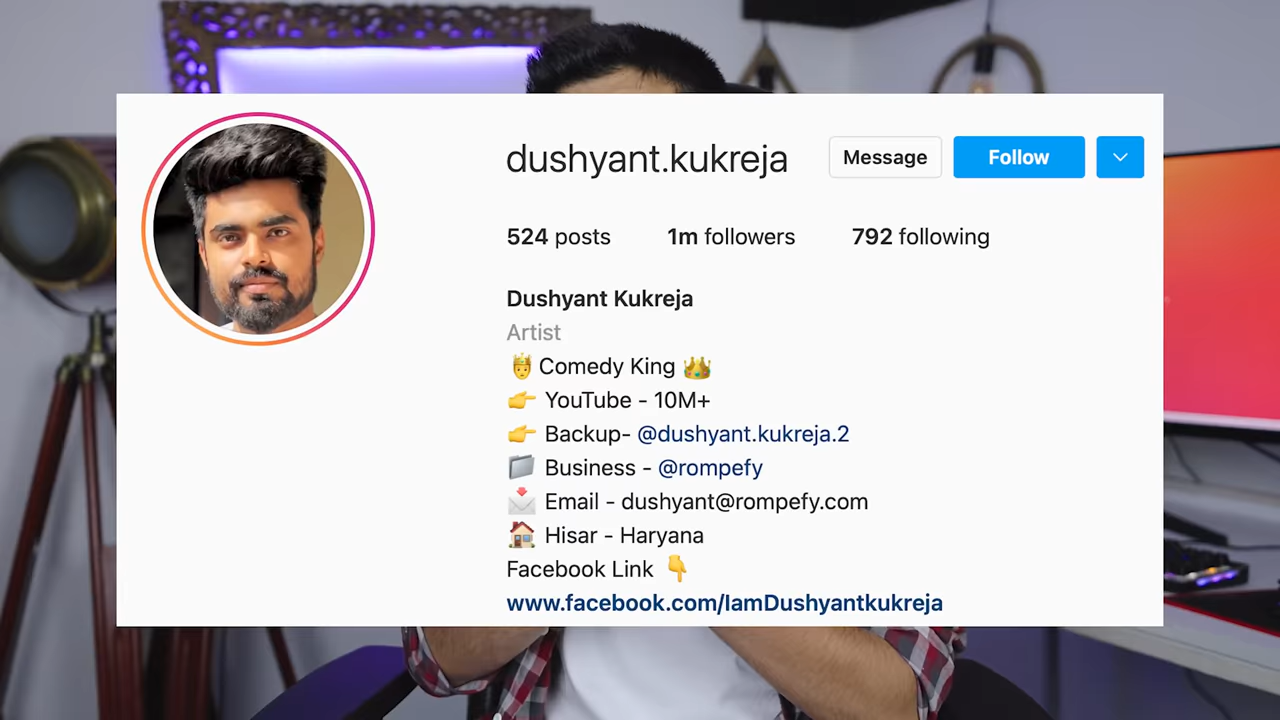 dushyant.kukreja Message Follow
524 posts 1m followers 792 following
Dushyant Kukreja
Artist
🤴 Comedy King 👑
👉 YouTube - 10M+
👉 Backup- @dushyant.kukreja.2
📁 Business - @rompefy
📩 Email - dushyant@rompefy.com
🏠 Hisar - Haryana
Facebook Link 👇
www.facebook.com/IamDushyantkukreja